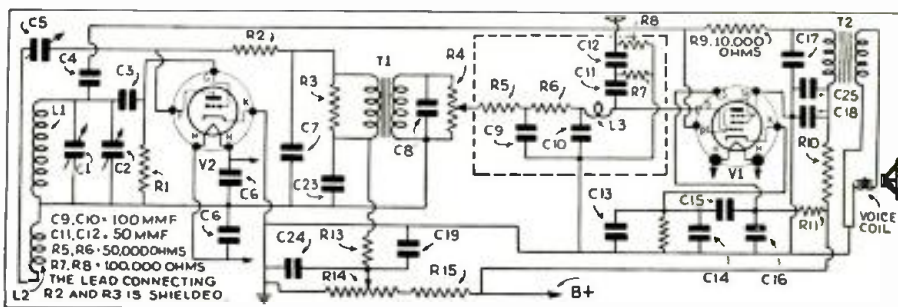 C5
C4
C3
R2
R3
T1
R4
R5
R6
C12
C11
R8
R7
L3
R9. 10.000 OHMS
C17
T2
C25
C18
R10
L1
C1
C2
R1
V2
C6
C6
C7
C23
C8
C9
C10
V1
C15
R11
VOICE
COIL
C13
C14
C16
R13
C19
C24
R14
R15
B+
L2
C9, C10 = 100 MMF
C11, C12 = 50 MMF
R5, R6 = 50,000OHMS
R7, R8 = 100.000 OHMS
THE LEAD CONNECTING
R2 AND R3 IS SHIELDED